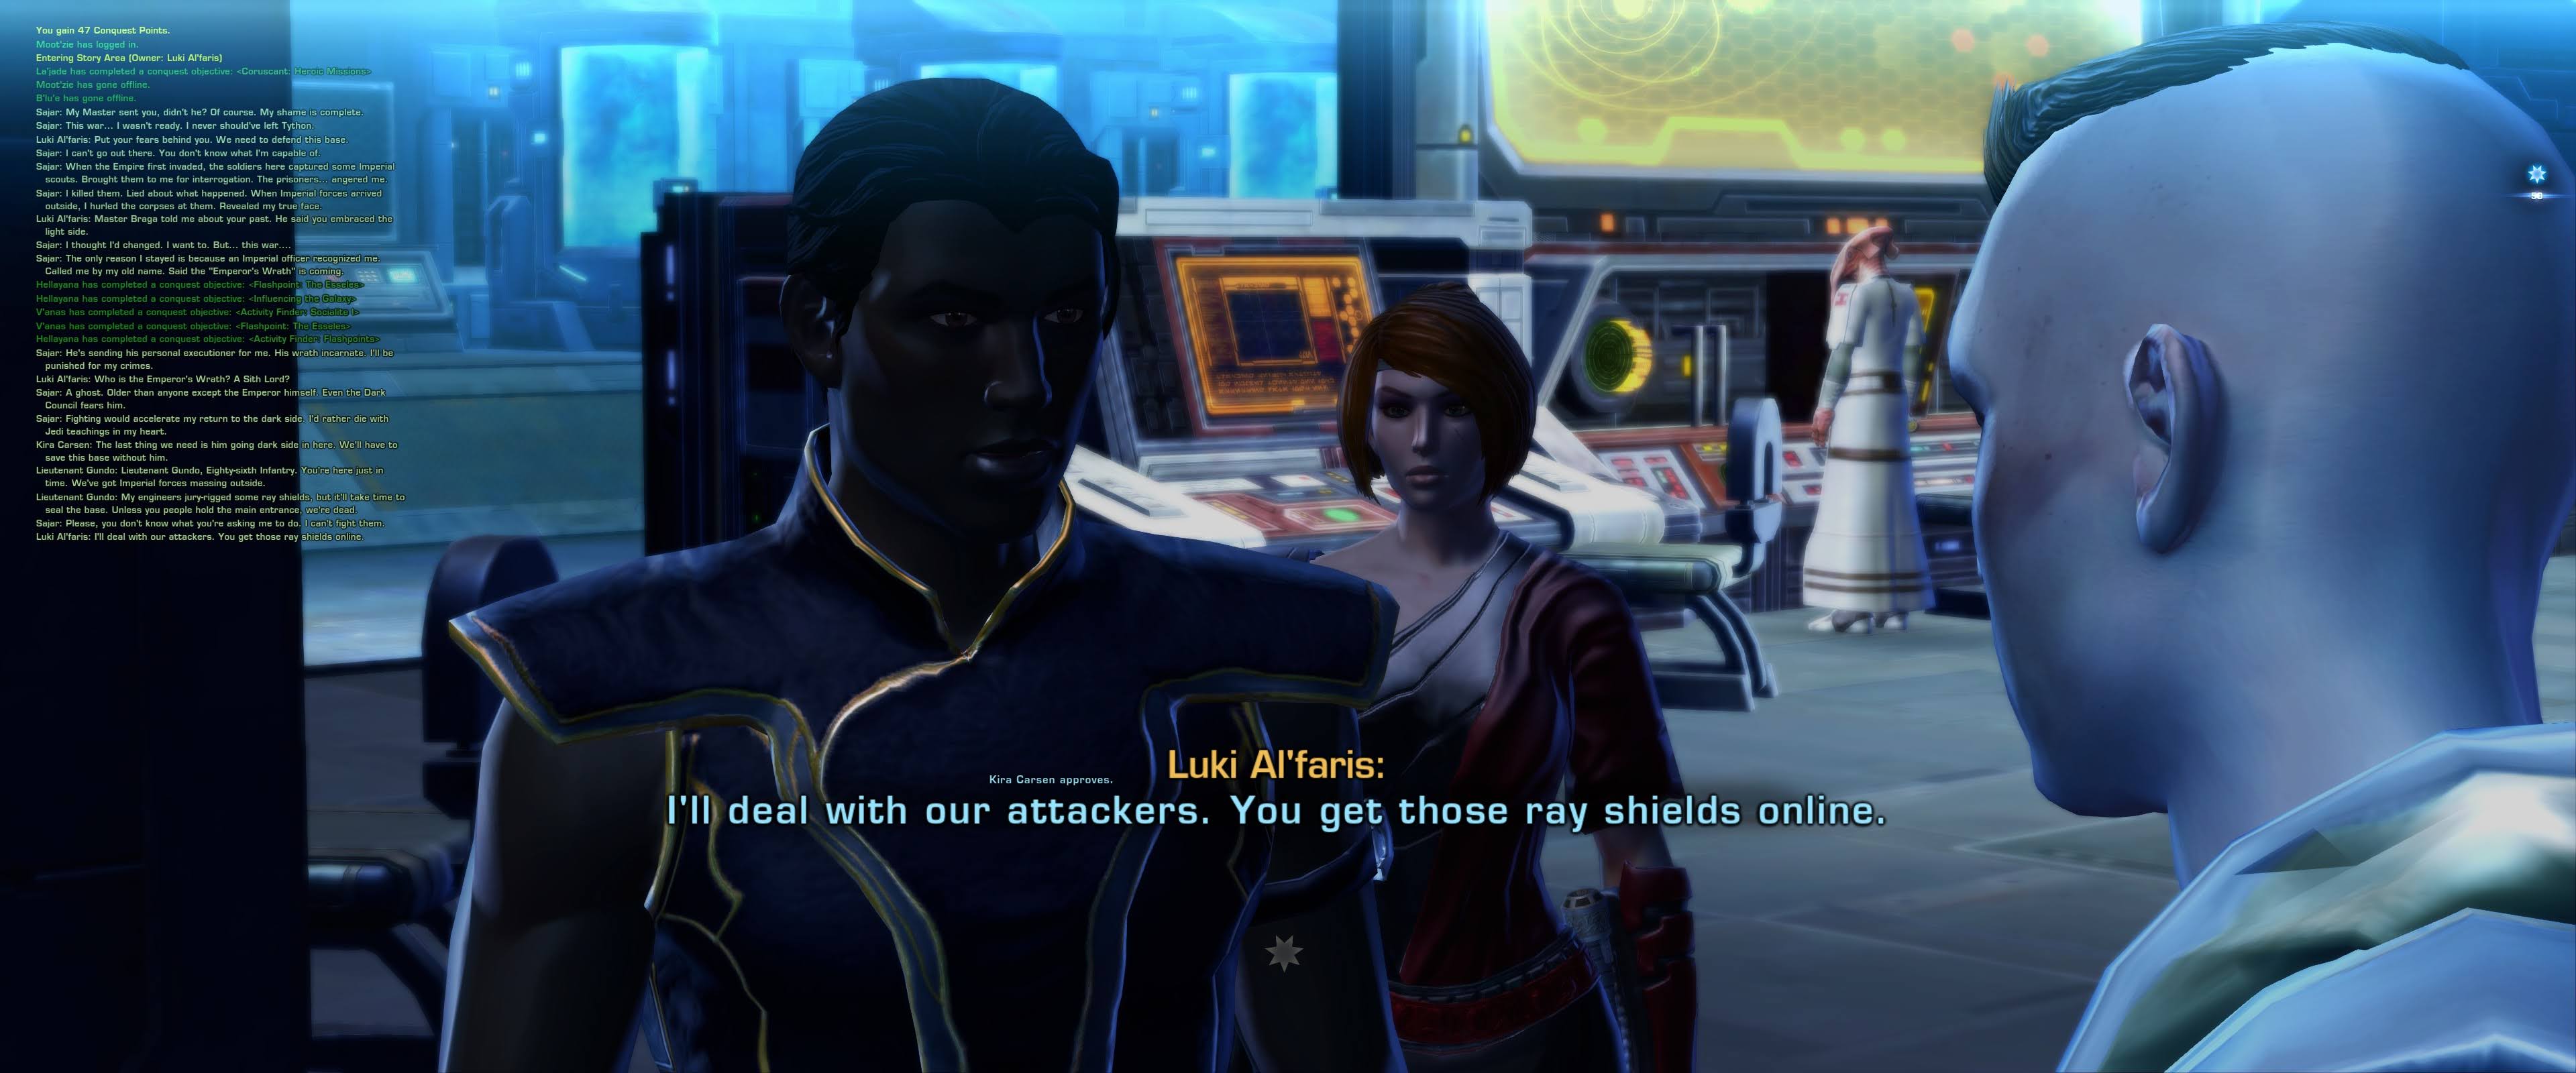 You gain 47 Conquest Points.
Moot'zie has logged in.
Entering Story Area (Owner: Luki Al'faris)
La'jade has completed a conquest objective: <Coruscant: Heroic Missions>
Moot'zie has gone offline.
B'lu'e has gone offline.
Sajar: My Master sent you, didn't he? Of course. My shame is complete.
Sajar: This war... I wasn't ready. I never should've left Tython.
Luki Al'faris: Put your fears behind you. We need to defend this base.
Sajar: I can't go out there. You don't know what I'm capable of.
Sajar: When the Empire first invaded, the soldiers here captured some Imperial
scouts. Brought them to me for interrogation. The prisoners... angered me.
Sajar: I killed them. Lied about what happened. When Imperial forces arrived
outside, I hurled the corpses at them. Revealed my true face.
Luki Al'faris: Master Braga told me about your past. He said you embraced the
light side.
Sajar: I thought I'd changed. I want to. But... this war....
Sajar: The only reason I stayed is because an Imperial officer recognized me.
Called me by my old name. Said the "Emperor's Wrath" is coming.
Hellayana has completed a conquest objective: <Flashpoint: The Esseles>
Hellayana has completed a conquest objective: <Influencing the Galaxy>
V'anas has completed a conquest objective: <Activity Finder: Socialite I>
V'anas has completed a conquest objective: <Flashpoint: The Esseles>
Hellayana has completed a conquest objective: <Activity Finder: Flashpoints>
Sajar: He's sending his personal executioner for me. His wrath incarnate. I'll be
punished for my crimes.
Luki Al'faris: Who is the Emperor's Wrath? A Sith Lord?
Sajar: A ghost. Older than anyone except the Emperor himself. Even the Dark
Council fears him.
Sajar: Fighting would accelerate my return to the dark side. I'd rather die with
Jedi teachings in my heart.
Kira Carsen: The last thing we need is him going dark side in here. We'll have to
save this base without him.
Lieutenant Gundo: Lieutenant Gundo, Eighty-sixth Infantry. You're here just in
time. We've got Imperial forces massing outside.
Lieutenant Gundo: My engineers jury-rigged some ray shields, but it'll take time to
seal the base. Unless you people hold the main entrance, we're dead.
Sajar: Please, you don't know what you're asking me to do. I can't fight them.
Luki Al'faris: I'll deal with our attackers. You get those ray shields online.
50
Kira Carsen approves.
Luki Al'faris:
I'll deal with our attackers. You get those ray shields online.